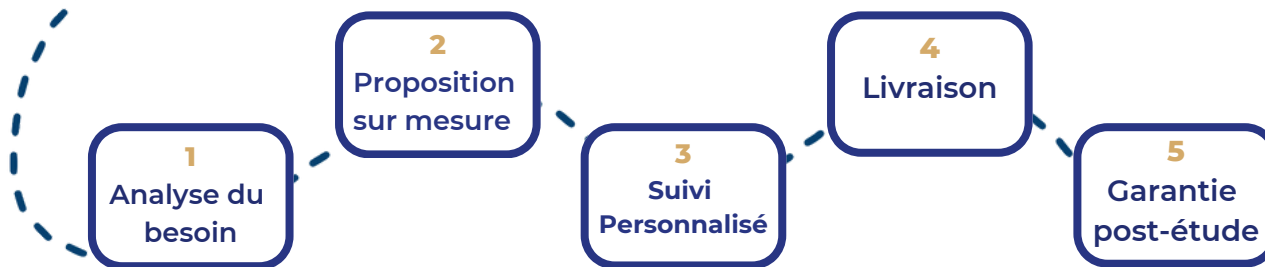 1
Analyse du
besoin
2
Proposition
sur mesure
3
Suivi
Personnalisé
4
Livraison
5
Garantie
post-étude